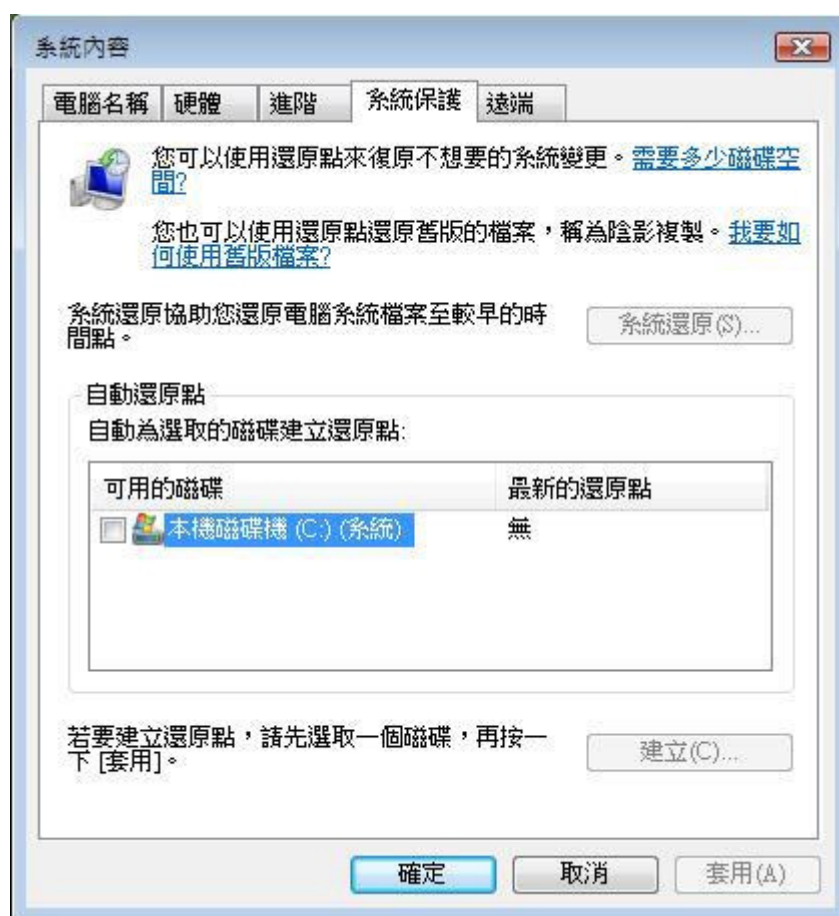 系統內容
電腦名稱 硬體 進階 系統保護 遠端
您可以使用還原點來復原不想要的系統變更。需要多少磁碟空
間?
您也可以使用還原點還原舊版的檔案，稱為陰影複製。我要如
何使用舊版檔案?
系統還原協助您還原電腦系統檔案至較早的時
間點。
系統還原(S)...
自動還原點
自動為選取的磁碟建立還原點:
可用的磁碟 最新的還原點
本機磁碟機 (C:) (系統) 無
若要建立還原點，請先選取一個磁碟，再按一
下 [套用]。
建立(C)...
確定 取消 套用(A)